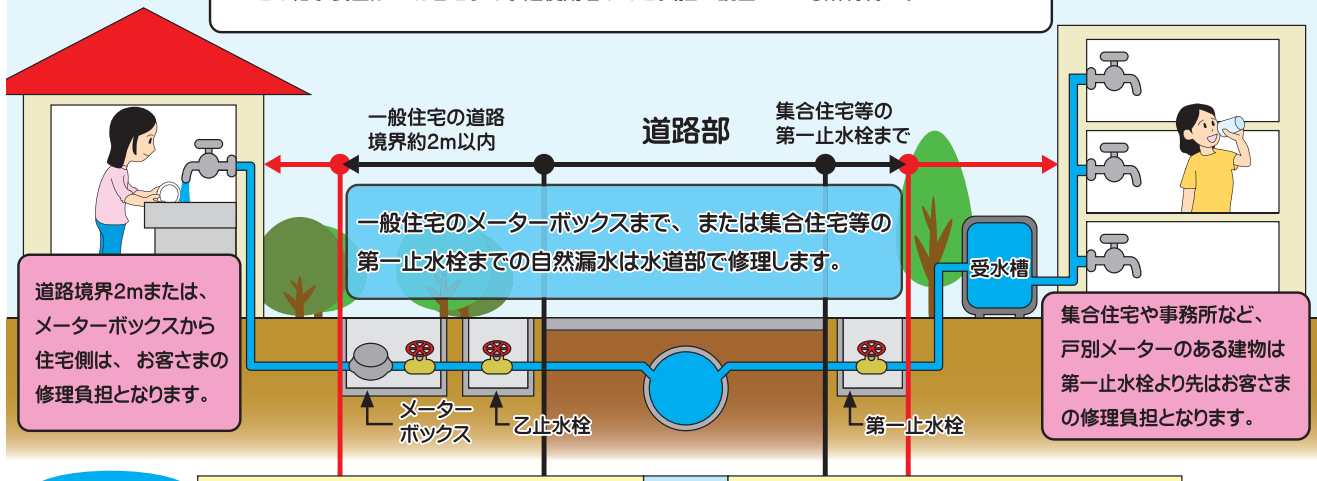 一般住宅の道路
境界約2m以内
道路部
集合住宅等の
第一止水栓まで
一般住宅のメーターボックスまで、または集合住宅等の
第一止水栓までの自然漏水は水道部で修理します。
受水槽
道路境界2mまたは、
メーターボックスから
住宅側は、お客さまの
修理負担となります。
集合住宅や事務所など、
戸別メーターのある建物は
第一止水栓より先はお客さま
の修理負担となります。
メーター
ボックス
乙止水栓
第一止水栓